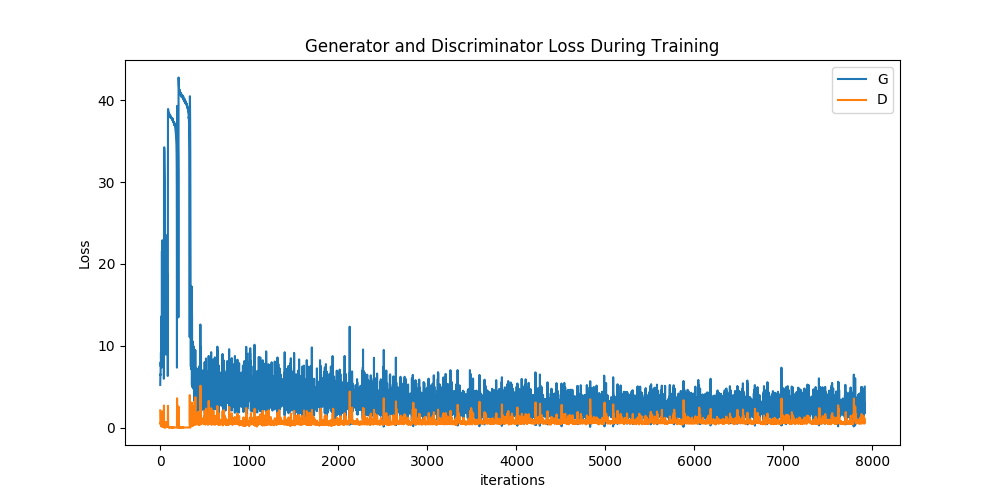 Generator and Discriminator Loss During Training
G
D
40
30
20
10
0
Loss
0 1000 2000 3000 4000 5000 6000 7000 8000
iterations